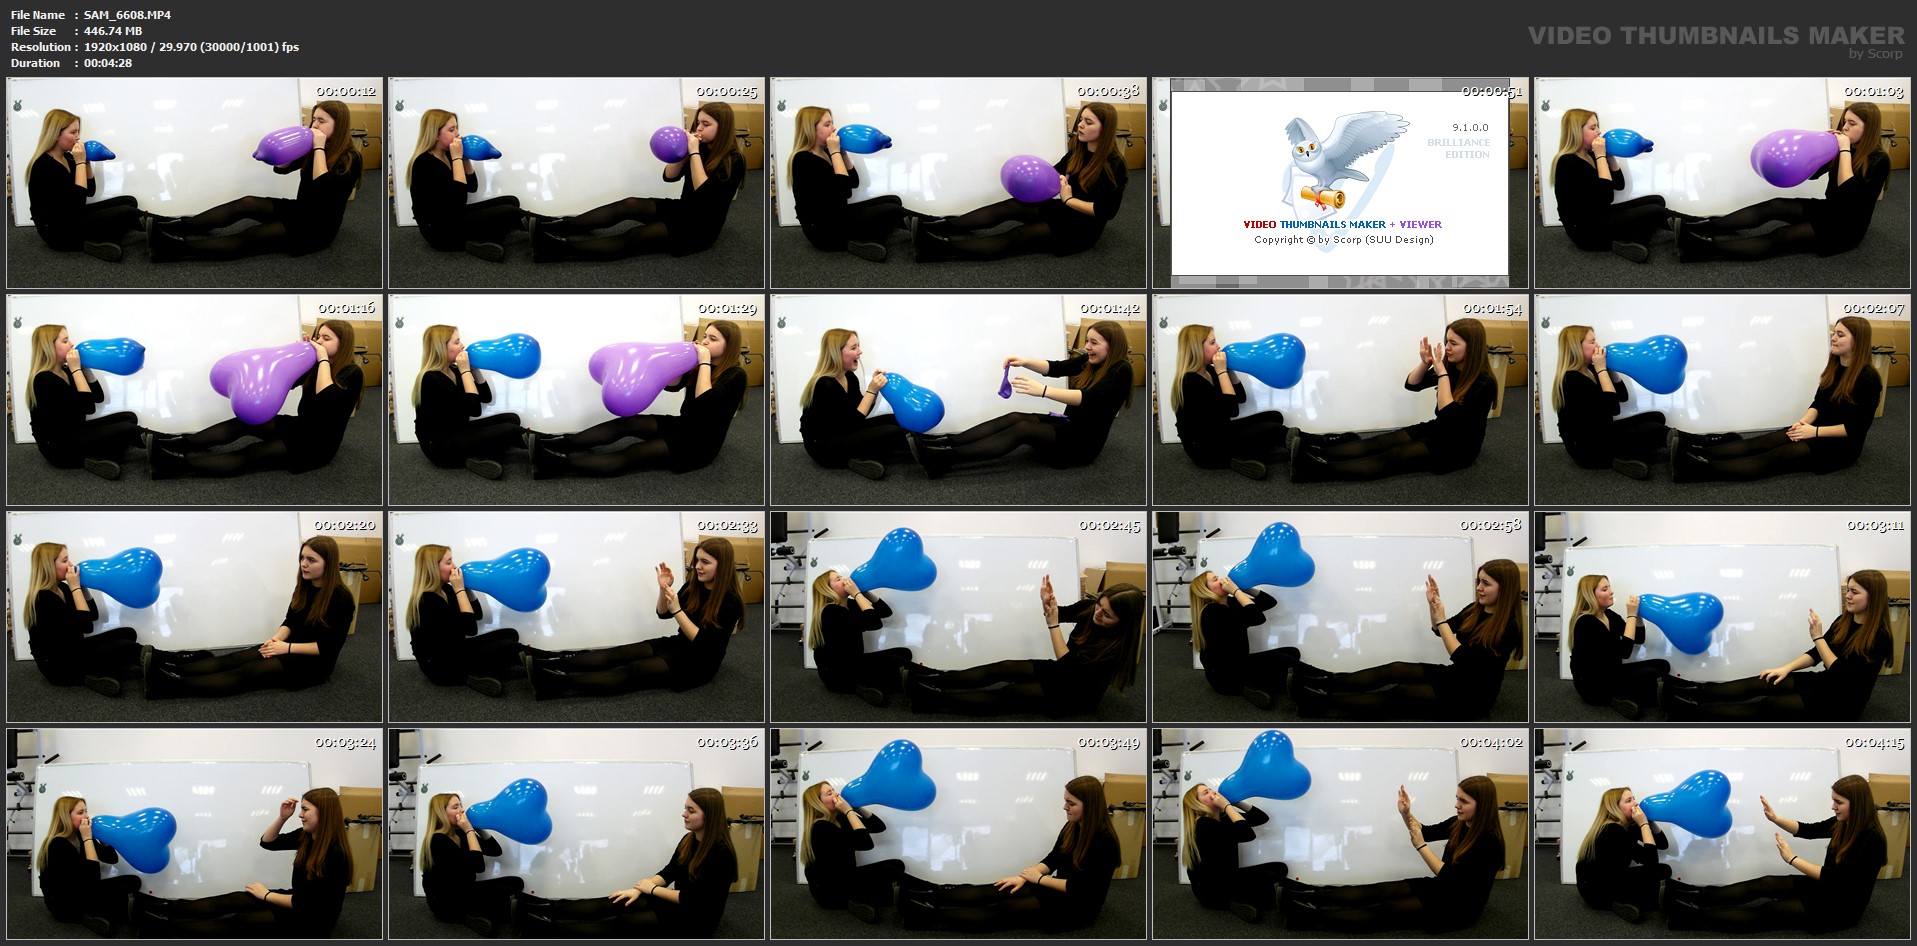 File Name : SAM_6608.MP4
File Size : 446.74 MB
Resolution : 1920x1080 / 29.970 (30000/1001) fps
Duration : 00:04:28
VIDEO THUMBNAILS MAKER
by Scorp
00:00:12
00:00:25
00:00:38
00:00:51
9.1.0.0
BRILLIANCE
EDITION
VIDEO THUMBNAILS MAKER + VIEWER
Copyright © by Scorp (SUU Design)
00:01:03
00:01:16
00:01:29
00:01:42
00:01:54
00:02:07
00:02:20
00:02:33
00:02:45
00:02:58
00:03:11
00:03:24
00:03:36
00:03:49
00:04:02
00:04:15